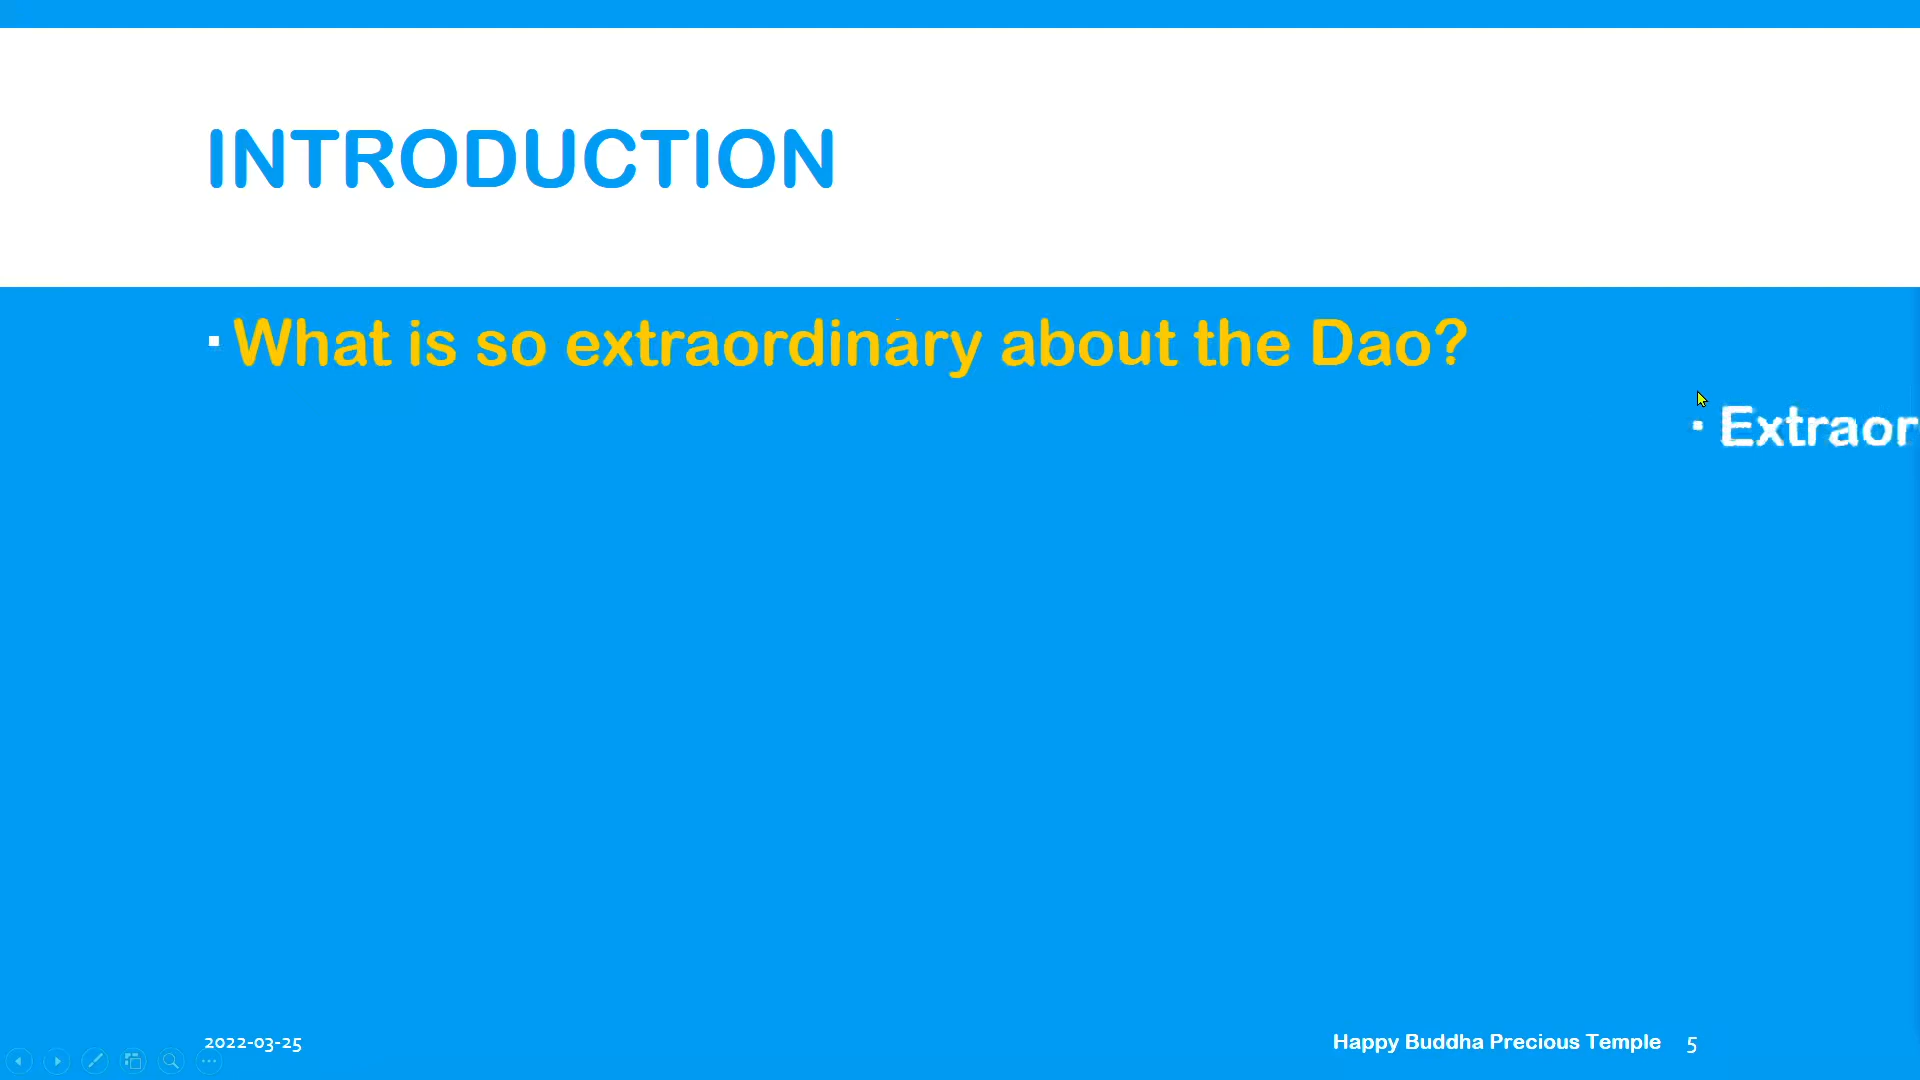 INTRODUCTION
▪ What is so extraordinary about the Dao?
▪ Extraor
2022-03-25
Happy Buddha Precious Temple 5